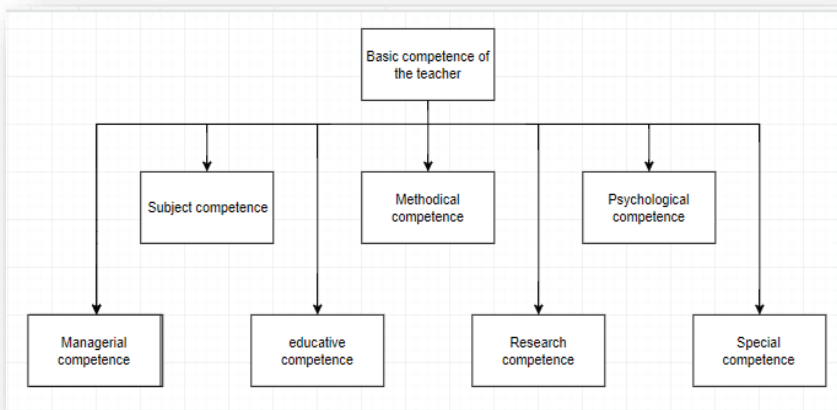 Basic competence of
the teacher
Subject competence
Methodical
competence
Psychological
competence
Managerial
competence
educative
competence
Research
competence
Special
competence